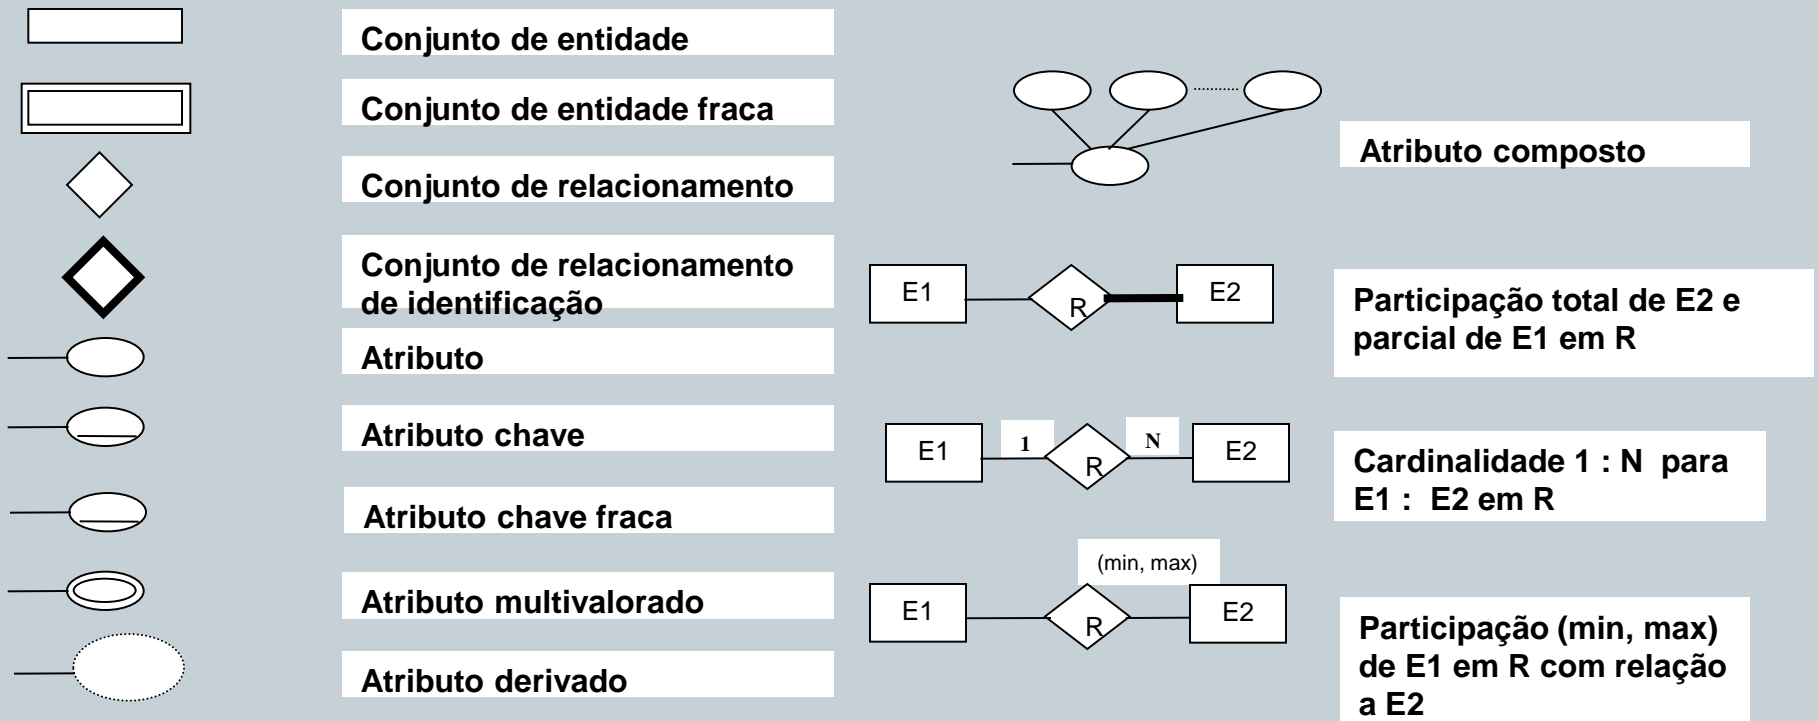 Conjunto de entidade
Conjunto de entidade fraca
Conjunto de relacionamento
Conjunto de relacionamento
de identificação
Atributo
Atributo chave
Atributo chave fraca
Atributo multivalorado
Atributo derivado
Atributo composto
E1
R
E2
Participação total de E2 e
parcial de E1 em R
E1
1
R
N
E2
Cardinalidade 1 : N para
E1 : E2 em R
(min, max)
E1
R
E2
Participação (min, max)
de E1 em R com relação
a E2